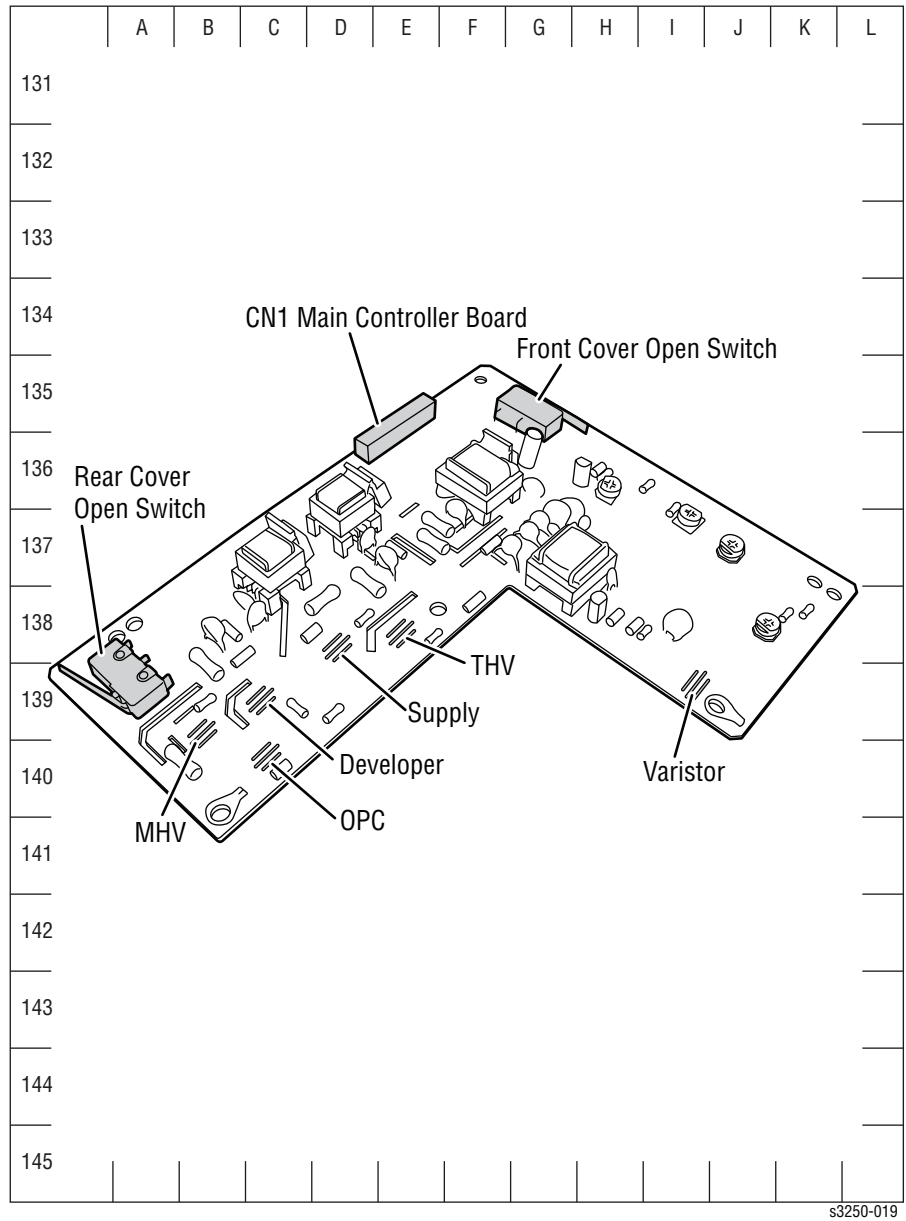 A B C D E F G H I J K L
131
132
133
134
CN1 Main Controller Board
Front Cover Open Switch
135
136
Rear Cover
Open Switch
137
138
THV
139
Supply
Developer
Varistor
140
OPC
MHV
141
142
143
144
145
s3250-019